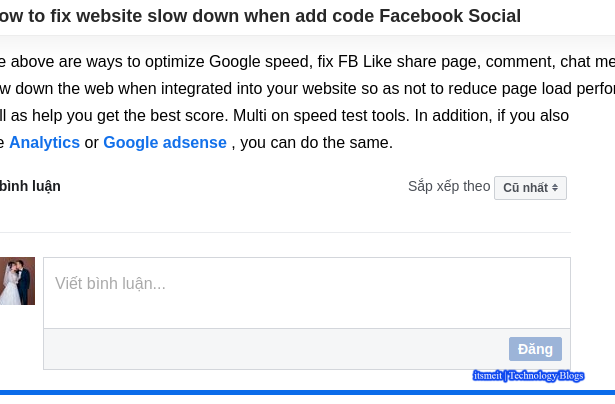 ow to fix website slow down when add code Facebook Social
e above are ways to optimize Google speed, fix FB Like share page, comment, chat me
w down the web when integrated into your website so as not to reduce page load perfor
ll as help you get the best score. Multi on speed test tools. In addition, if you also
e Analytics or Google adsense , you can do the same.
bình luận
Sắp xếp theo Cũ nhất
Viết bình luận...
Đăng
itsmeit | Technology Blogs